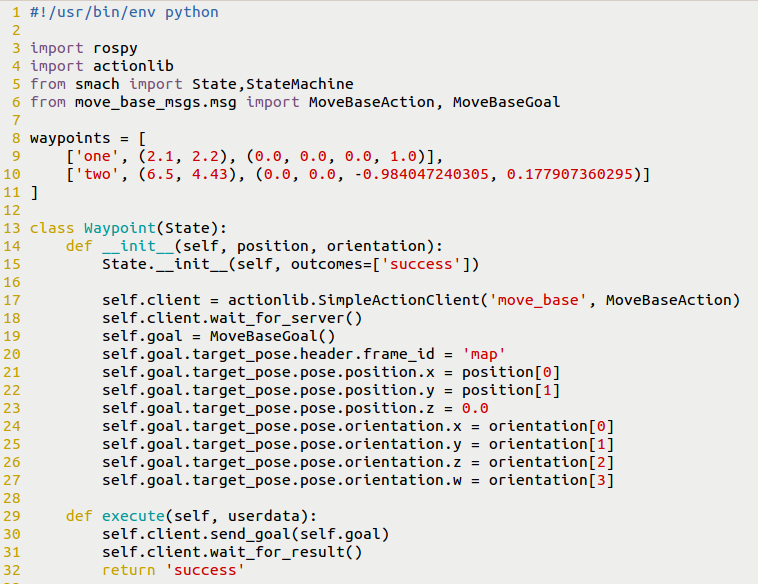 1 #!/usr/bin/env python
2
3 import rospy
4 import actionlib
5 from smach import State,StateMachine
6 from move_base_msgs.msg import MoveBaseAction, MoveBaseGoal
7
8 waypoints = [
9     ['one', (2.1, 2.2), (0.0, 0.0, 0.0, 1.0)],
10     ['two', (6.5, 4.43), (0.0, 0.0, -0.984047240305, 0.177907360295)]
11 ]
12
13 class Waypoint(State):
14     def __init__(self, position, orientation):
15         State.__init__(self, outcomes=['success'])
16
17         self.client = actionlib.SimpleActionClient('move_base', MoveBaseAction)
18         self.client.wait_for_server()
19         self.goal = MoveBaseGoal()
20         self.goal.target_pose.header.frame_id = 'map'
21         self.goal.target_pose.pose.position.x = position[0]
22         self.goal.target_pose.pose.position.y = position[1]
23         self.goal.target_pose.pose.position.z = 0.0
24         self.goal.target_pose.pose.orientation.x = orientation[0]
25         self.goal.target_pose.pose.orientation.y = orientation[1]
26         self.goal.target_pose.pose.orientation.z = orientation[2]
27         self.goal.target_pose.pose.orientation.w = orientation[3]
28
29     def execute(self, userdata):
30         self.client.send_goal(self.goal)
31         self.client.wait_for_result()
32         return 'success'